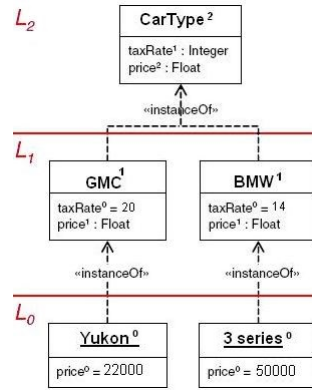 L₂
CarType²
taxRate¹ : Integer
price² : Float
«instanceOf»
L₁
GMC¹
BMW¹
taxRate⁰ = 20
price¹ : Float
taxRate⁰ = 14
price¹ : Float
«instanceOf»
«instanceOf»
L₀
Yukon⁰
3 series⁰
price⁰ = 22000
price⁰ = 50000